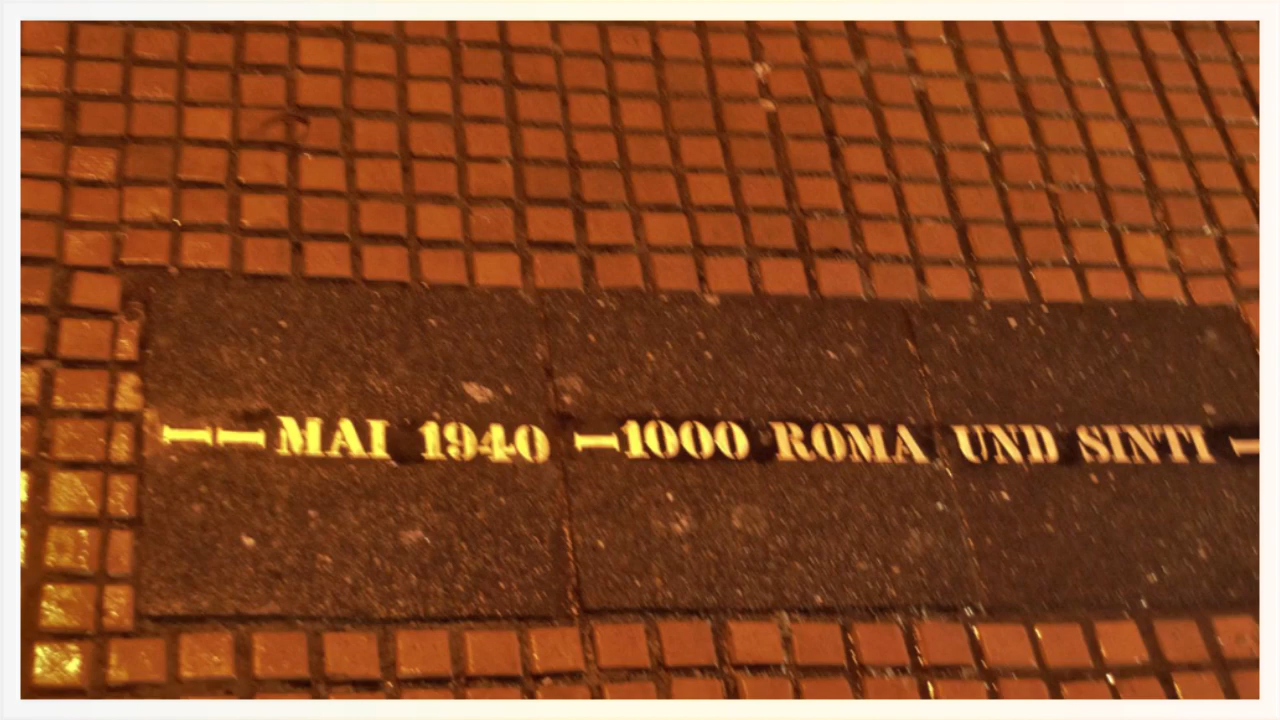 MAI 1940 – 1000 ROMA UND SINTI –